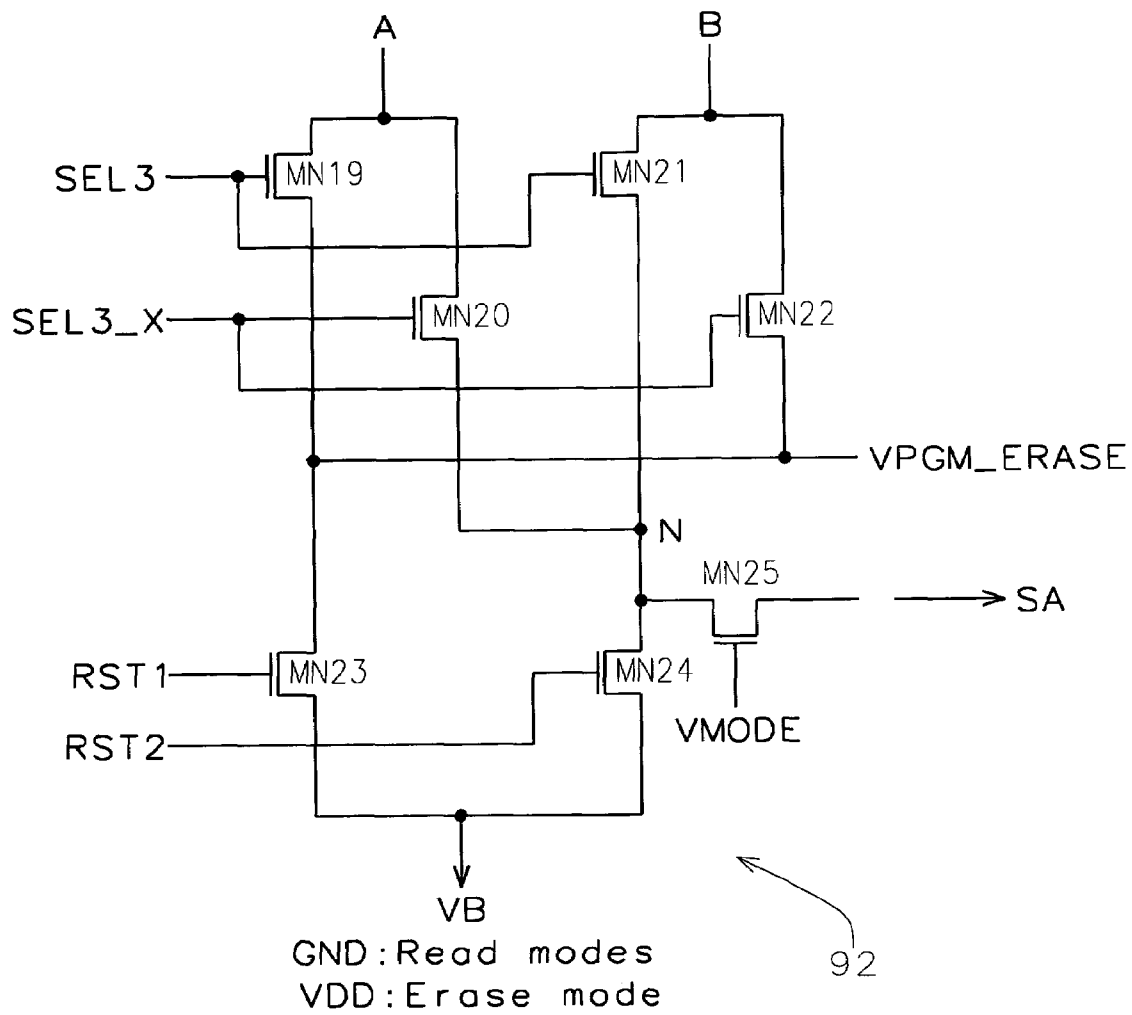 A
B
SEL3
MN19
MN21
SEL3_X
MN20
MN22
VPGM_ERASE
N
MN25
SA
RST1
MN23
MN24
RST2
VMODE
VB
GND:Read modes
VDD:Erase mode
92